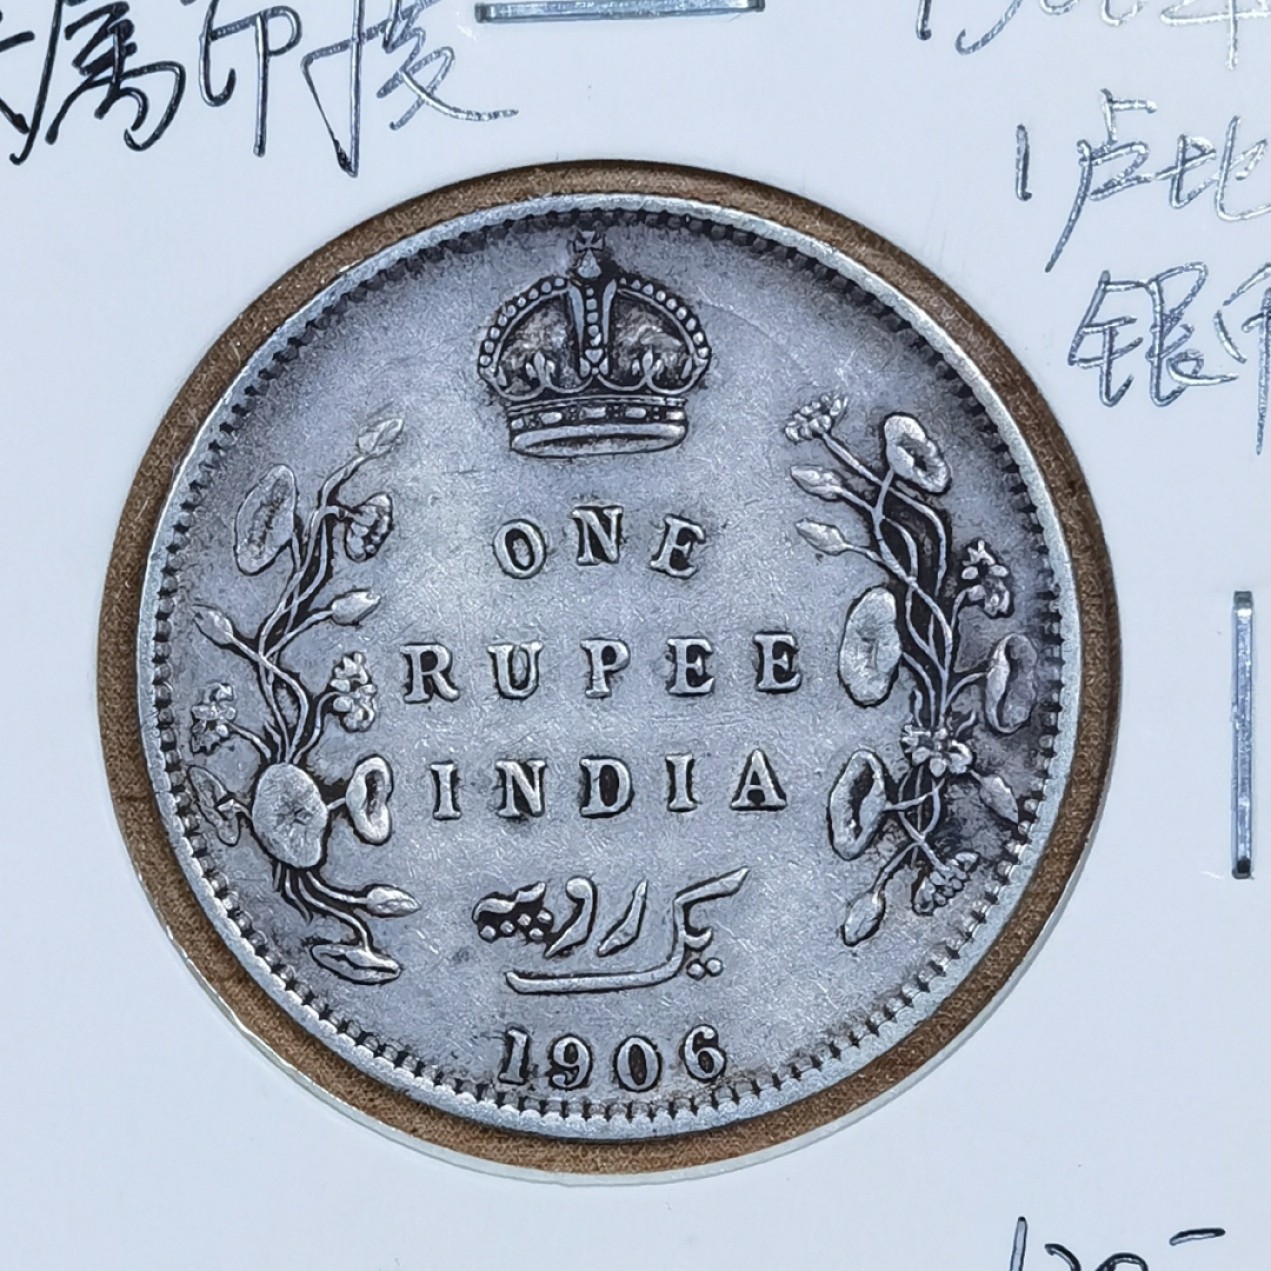 属印度
1906年
1卢比
银币
ONE
RUPEE
INDIA
یک روپیہ
1906